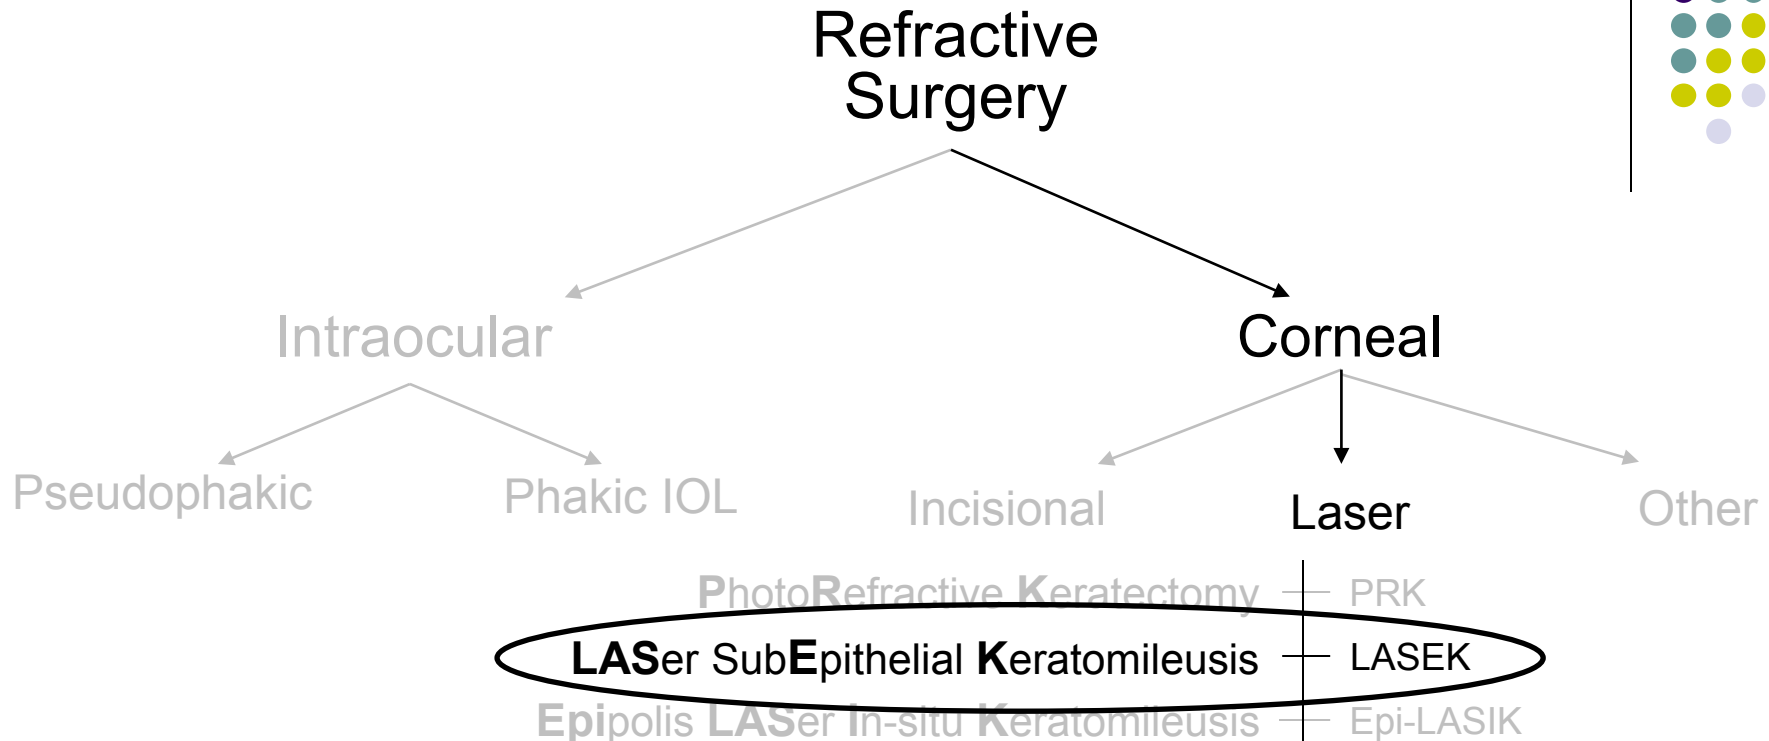 Refractive
Surgery
Intraocular
Corneal
Pseudophakic
Phakic IOL
Incisional
Laser
Other
PhotoRefractive Keratectomy
PRK
LASer SubEpithelial Keratomileusis
LASEK
Epipolis LASer In-situ Keratomileusis
Epi-LASIK